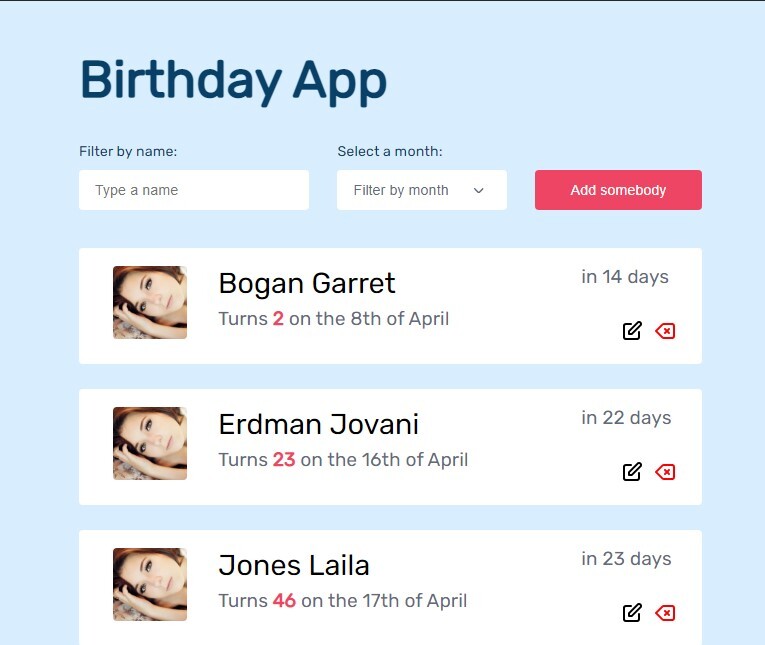 Birthday App
Filter by name:
Select a month:
Type a name
Filter by month
Add somebody
Bogan Garret
in 14 days
Turns 2 on the 8th of April
Erdman Jovani
in 22 days
Turns 23 on the 16th of April
Jones Laila
in 23 days
Turns 46 on the 17th of April